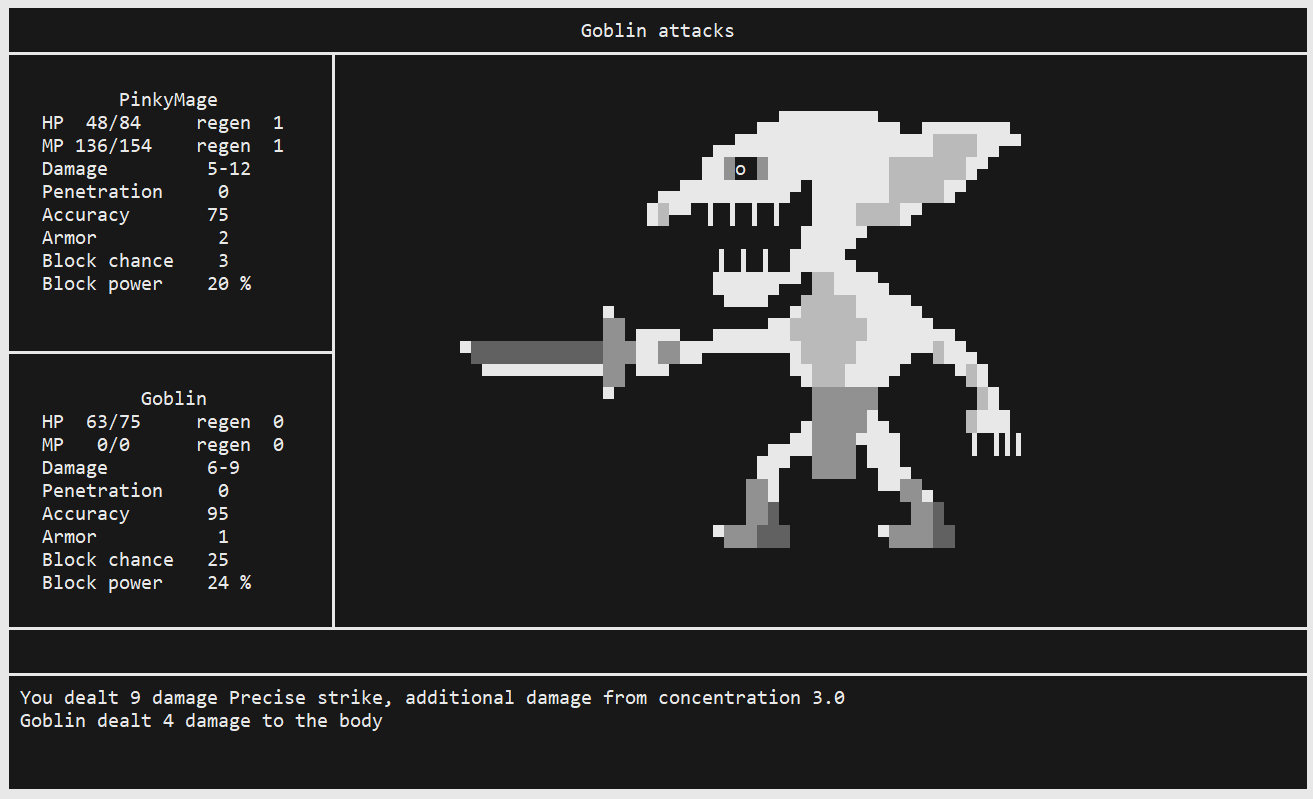 Goblin attacks
PinkyMage
HP 48/84 regen 1
MP 136/154 regen 1
Damage 5-12
Penetration 0
Accuracy 75
Armor 2
Block chance 3
Block power 20 %
Goblin
HP 63/75 regen 0
MP 0/0 regen 0
Damage 6-9
Penetration 0
Accuracy 95
Armor 1
Block chance 25
Block power 24 %
o
You dealt 9 damage Precise strike, additional damage from concentration 3.0
Goblin dealt 4 damage to the body